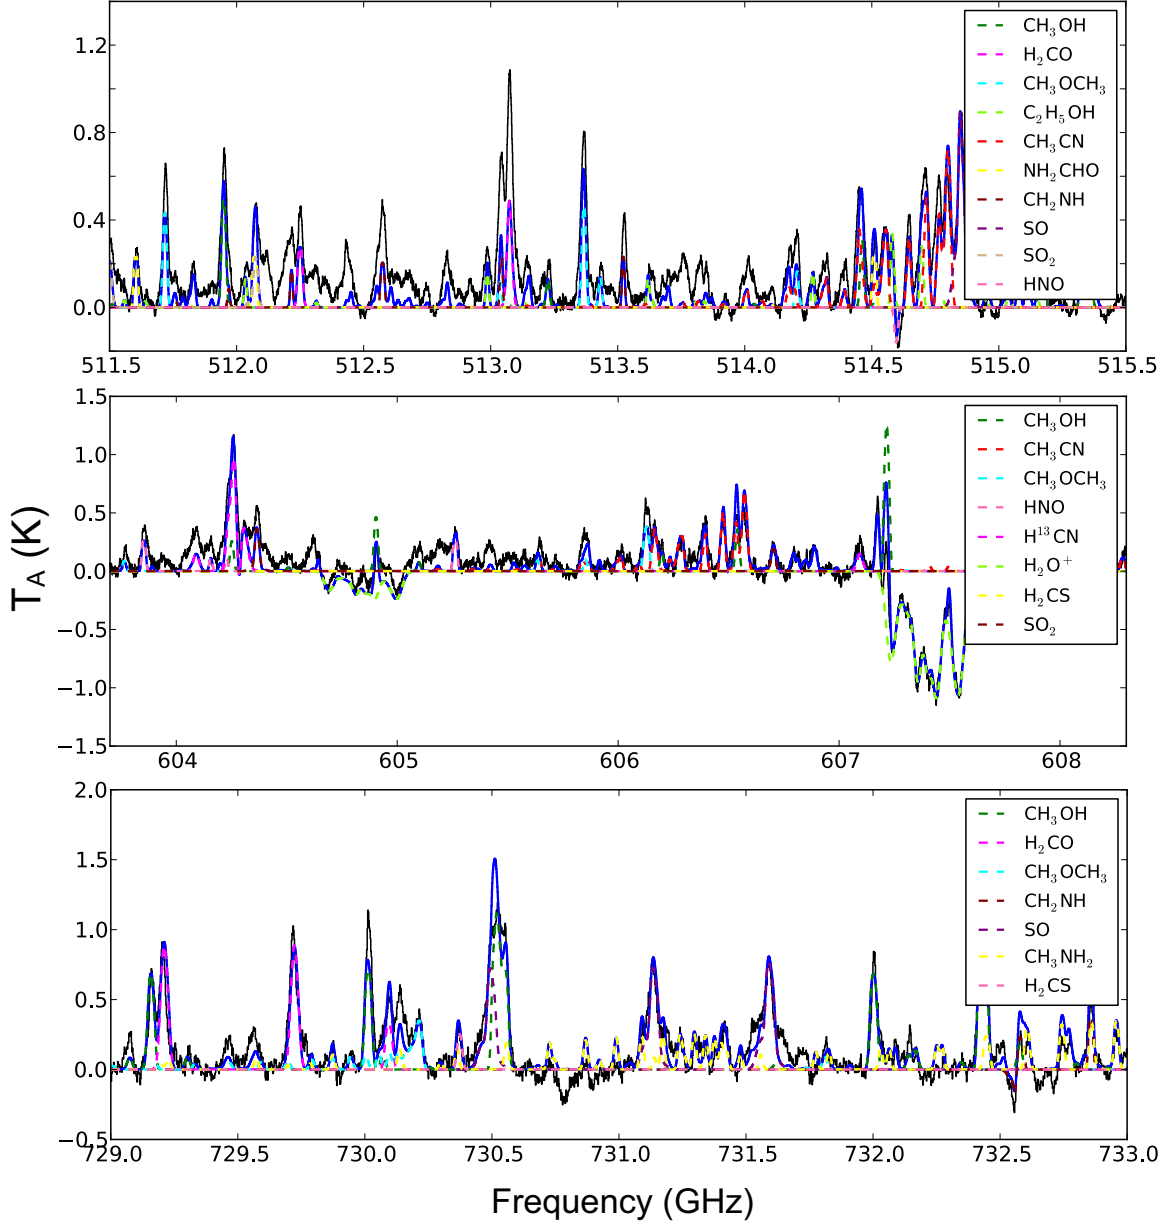 1.2
0.8
0.4
0.0
511.5 512.0 512.5 513.0 513.5 514.0 514.5 515.0 515.5
CH₃OH
H₂CO
CH₃OCH₃
C₂H₅OH
CH₃CN
NH₂CHO
CH₂NH
SO
SO₂
HNO
T_A (K)
1.5
1.0
0.5
0.0
−0.5
−1.0
−1.5
604 605 606 607 608
CH₃OH
CH₃CN
CH₃OCH₃
HNO
H¹³CN
H₂O⁺
H₂CS
SO₂
2.0
1.5
1.0
0.5
0.0
−0.5
729.0 729.5 730.0 730.5 731.0 731.5 732.0 732.5 733.0
CH₃OH
H₂CO
CH₃OCH₃
CH₂NH
SO
CH₃NH₂
H₂CS
Frequency (GHz)